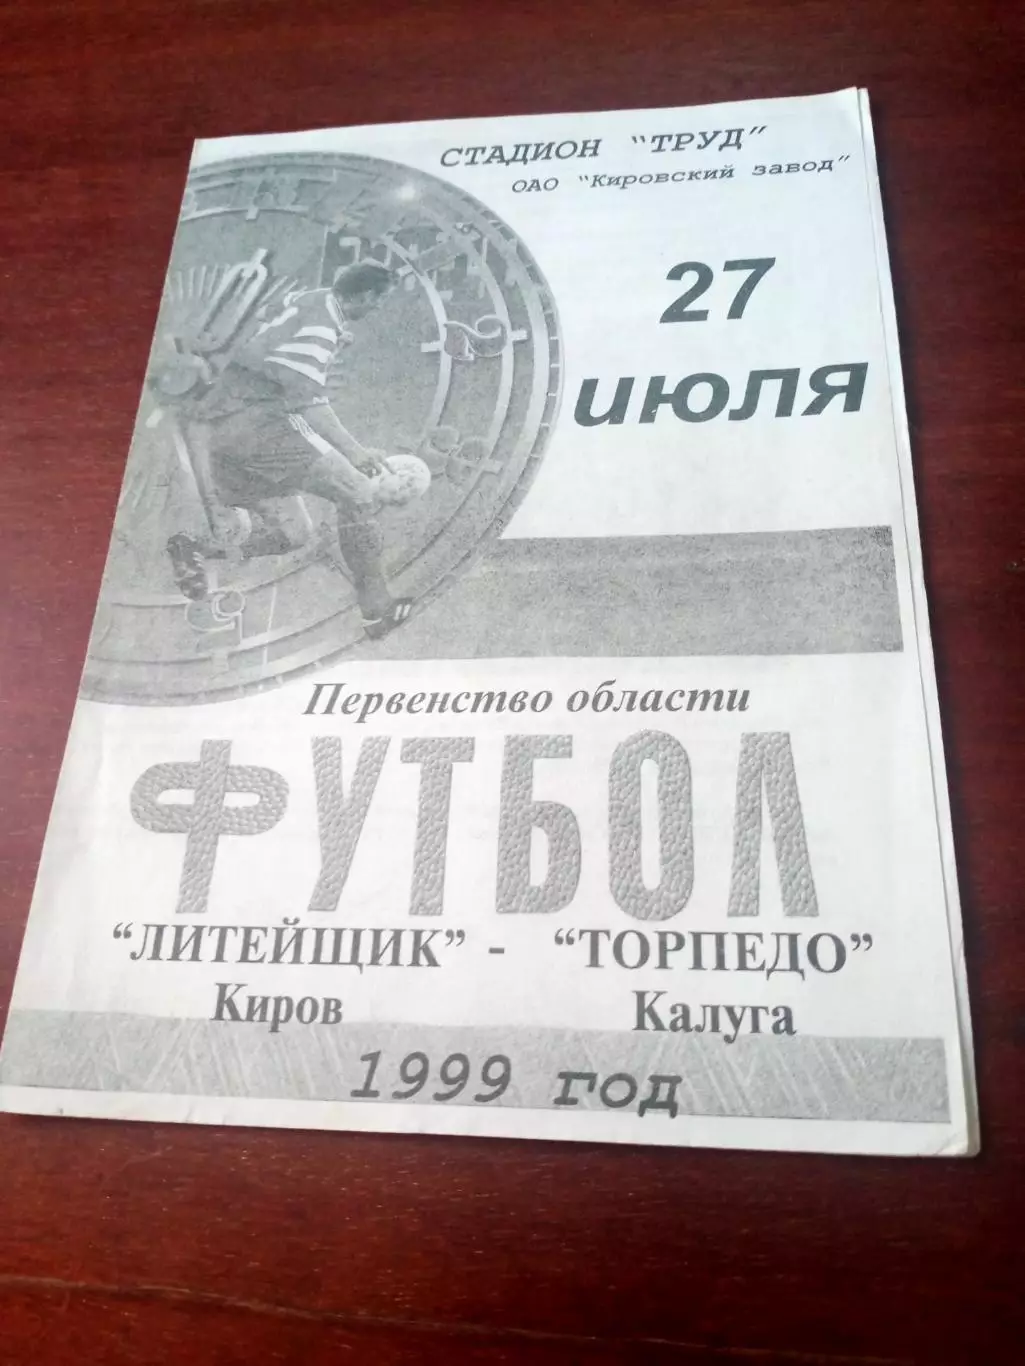 СТАДИОН "ТРУД"
ОАО "Кировский завод"
27
июля
Первенство области
ФУТБОЛ
"ЛИТЕЙЩИК" - "ТОРПЕДО"
Киров Калуга
1999 год